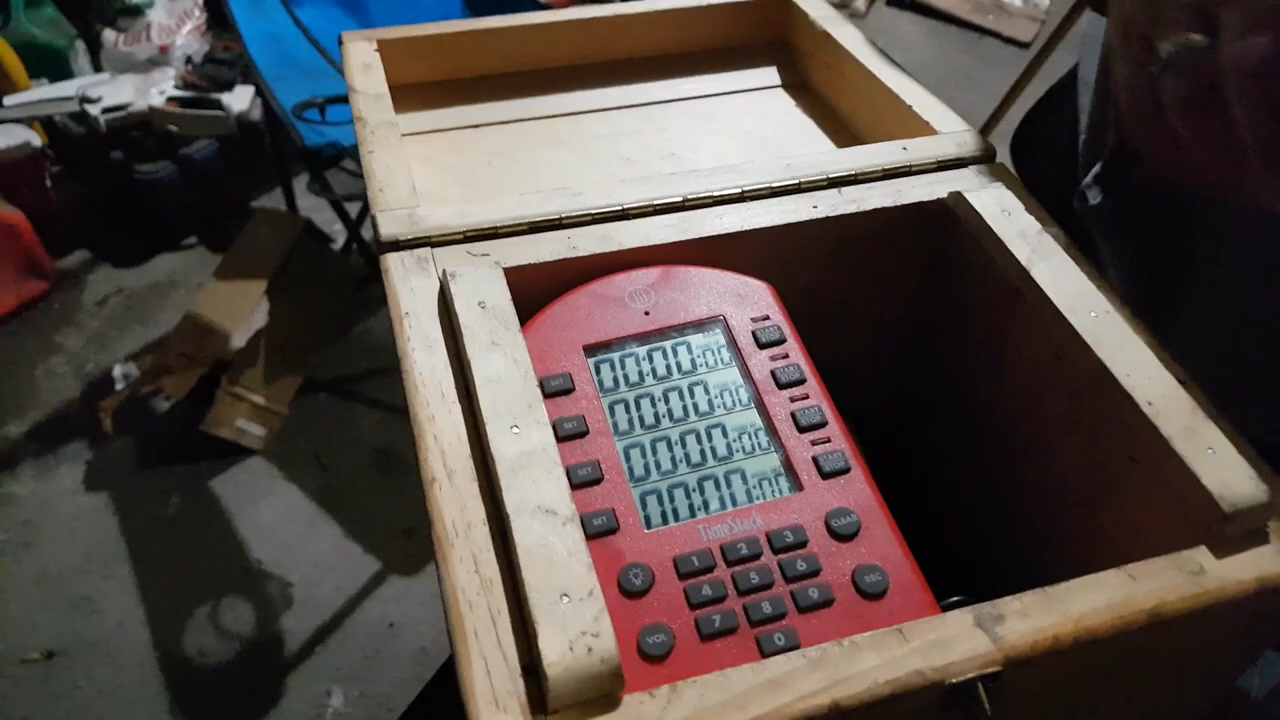 00:00:00
00:00:00
00:00:00
00:00:00
SET
SET
SET
SET
START
STOP
START
STOP
START
STOP
START
STOP
TimeStack
CLEAR
1 2 3
4 5 6
REC
7 8 9
VOL
0